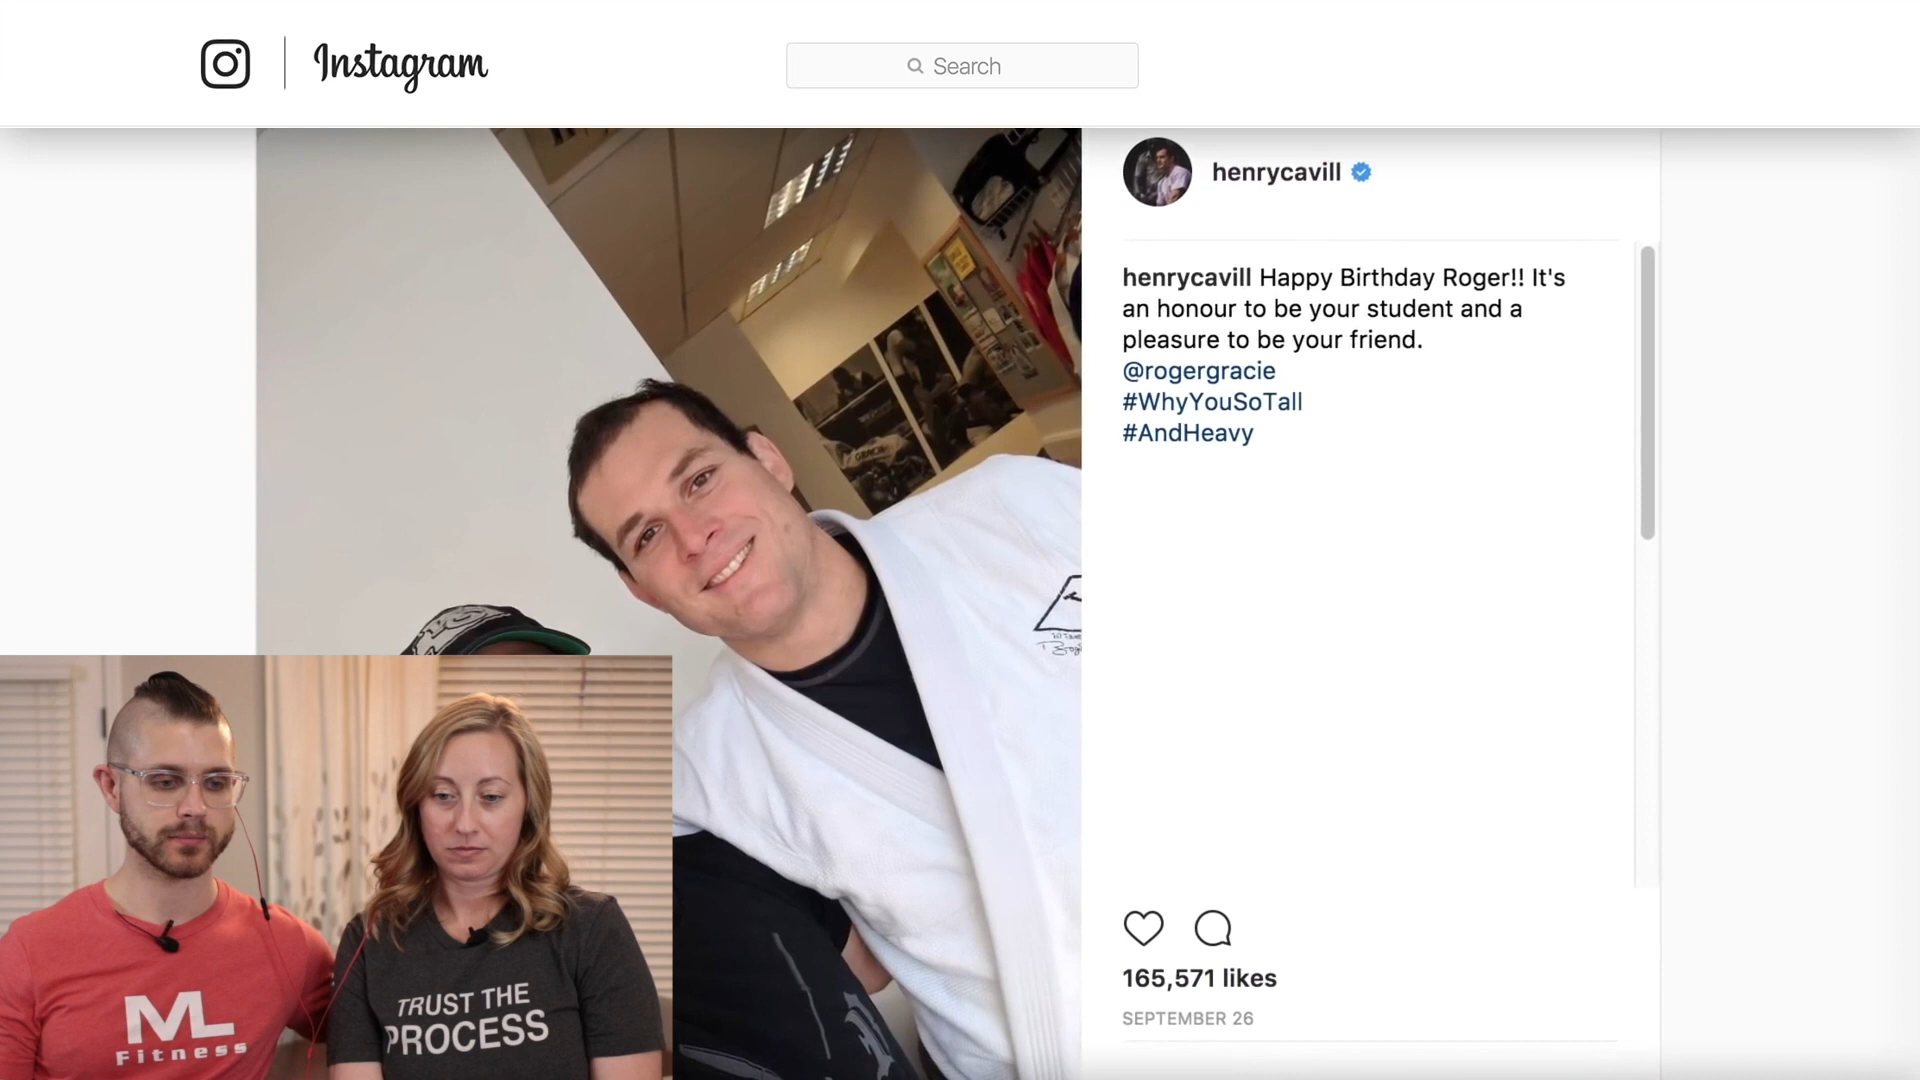 Instagram
Search
henrycavill
henrycavill Happy Birthday Roger!! It's
an honour to be your student and a
pleasure to be your friend.
@rogergracie
#WhyYouSoTall
#AndHeavy
165,571 likes
SEPTEMBER 26
GRACIE
ML
Fitness
TRUST THE
PROCESS